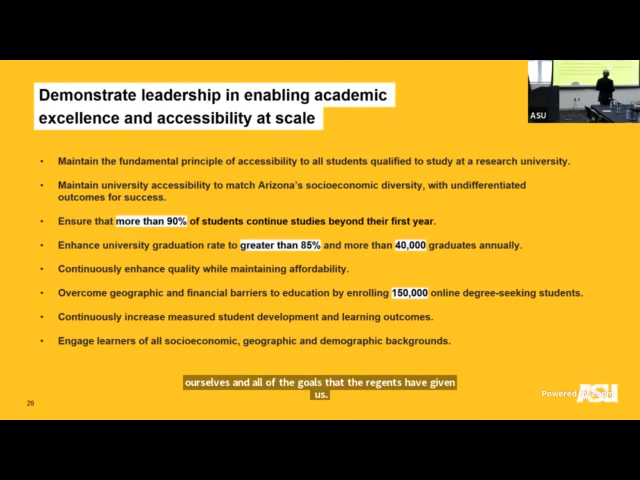 Demonstrate leadership in enabling academic
excellence and accessibility at scale
ASU
• Maintain the fundamental principle of accessibility to all students qualified to study at a research university.
• Maintain university accessibility to match Arizona's socioeconomic diversity, with undifferentiated
outcomes for success.
• Ensure that more than 90% of students continue studies beyond their first year.
• Enhance university graduation rate to greater than 85% and more than 40,000 graduates annually.
• Continuously enhance quality while maintaining affordability.
• Overcome geographic and financial barriers to education by enrolling 150,000 online degree-seeking students.
• Continuously increase measured student development and learning outcomes.
• Engage learners of all socioeconomic, geographic and demographic backgrounds.
ourselves and all of the goals that the regents have given
us.
Powered by Zoom
ASU
29